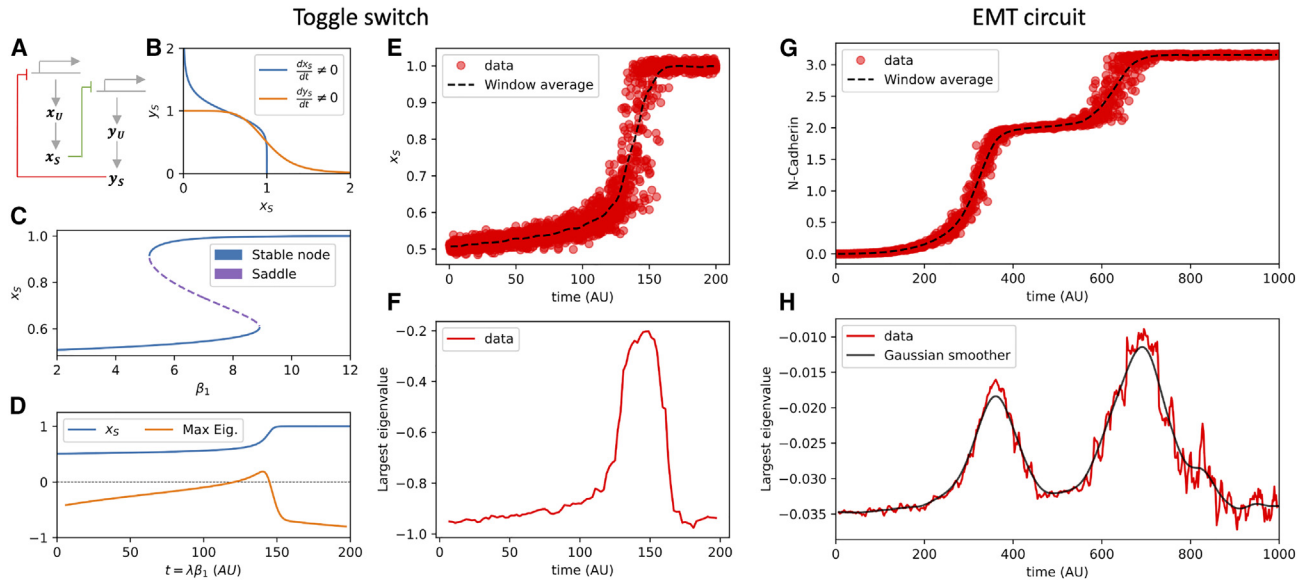 Toggle switch
EMT circuit
A
x_U
x_S
y_U
y_S
B
2
1
0
y_S
dx_S/dt ≠ 0
dy_S/dt ≠ 0
0 1 2
x_S
C
1.0
0.8
0.6
x_S
Stable node
Saddle
2 4 6 8 10 12
β_1
D
1
0
−1
x_S Max Eig.
0 50 100 150 200
t = λβ_1 (AU)
E
1.0
0.9
0.8
0.7
0.6
0.5
x_S
data
Window average
0 50 100 150 200
time (AU)
F
−0.2
−0.4
−0.6
−0.8
−1.0
Largest eigenvalue
data
0 50 100 150 200
time (AU)
G
3.0
2.5
2.0
1.5
1.0
0.5
0.0
N-Cadherin
data
Window average
0 200 400 600 800 1000
time (AU)
H
−0.010
−0.015
−0.020
−0.025
−0.030
−0.035
Largest eigenvalue
data
Gaussian smoother
0 200 400 600 800 1000
time (AU)